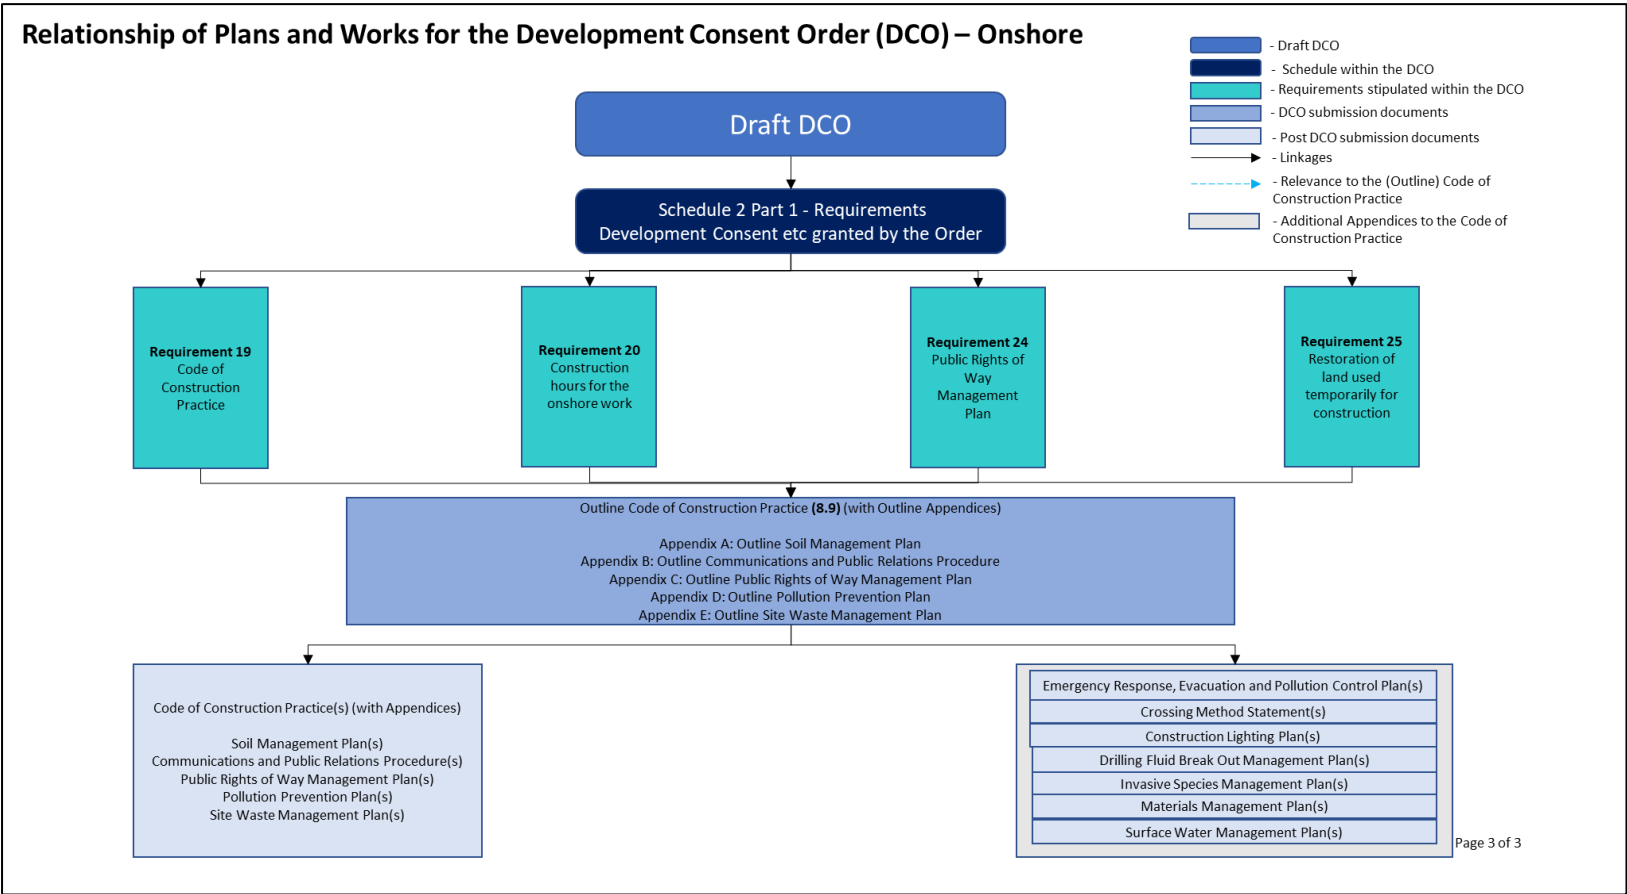 Relationship of Plans and Works for the Development Consent Order (DCO) – Onshore
- Draft DCO
- Schedule within the DCO
- Requirements stipulated within the DCO
- DCO submission documents
- Post DCO submission documents
- Linkages
- Relevance to the (Outline) Code of
Construction Practice
- Additional Appendices to the Code of
Construction Practice
Draft DCO
Schedule 2 Part 1 - Requirements
Development Consent etc granted by the Order
Requirement 19
Code of
Construction
Practice
Requirement 20
Construction
hours for the
onshore work
Requirement 24
Public Rights of
Way
Management
Plan
Requirement 25
Restoration of
land used
temporarily for
construction
Outline Code of Construction Practice (8.9) (with Outline Appendices)
Appendix A: Outline Soil Management Plan
Appendix B: Outline Communications and Public Relations Procedure
Appendix C: Outline Public Rights of Way Management Plan
Appendix D: Outline Pollution Prevention Plan
Appendix E: Outline Site Waste Management Plan
Code of Construction Practice(s) (with Appendices)
Soil Management Plan(s)
Communications and Public Relations Procedure(s)
Public Rights of Way Management Plan(s)
Pollution Prevention Plan(s)
Site Waste Management Plan(s)
Emergency Response, Evacuation and Pollution Control Plan(s)
Crossing Method Statement(s)
Construction Lighting Plan(s)
Drilling Fluid Break Out Management Plan(s)
Invasive Species Management Plan(s)
Materials Management Plan(s)
Surface Water Management Plan(s)
Page 3 of 3